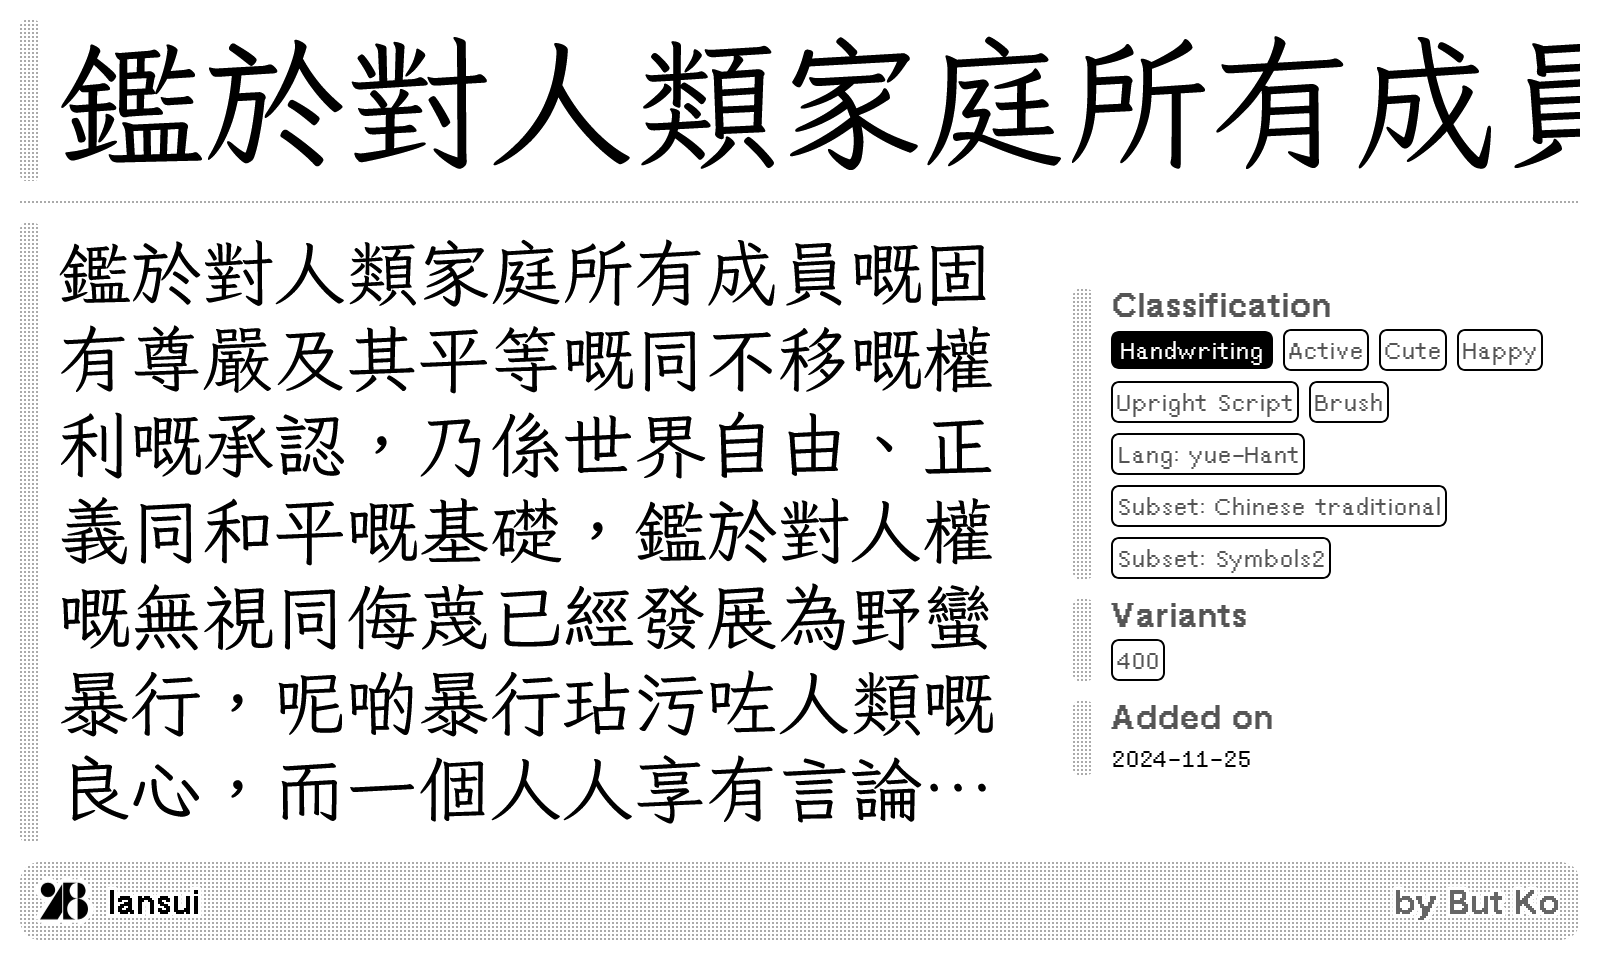 鑑於對人類家庭所有成員
鑑於對人類家庭所有成員嘅固
有尊嚴及其平等嘅同不移嘅權
利嘅承認，乃係世界自由、正
義同和平嘅基礎，鑑於對人權
嘅無視同侮蔑已經發展為野蠻
暴行，呢啲暴行玷污咗人類嘅
良心，而一個人人享有言論…
Classification
Handwriting Active Cute Happy
Upright Script Brush
Lang: yue-Hant
Subset: Chinese traditional
Subset: Symbols2
Variants
400
Added on
2024-11-25
Iansui
by But Ko